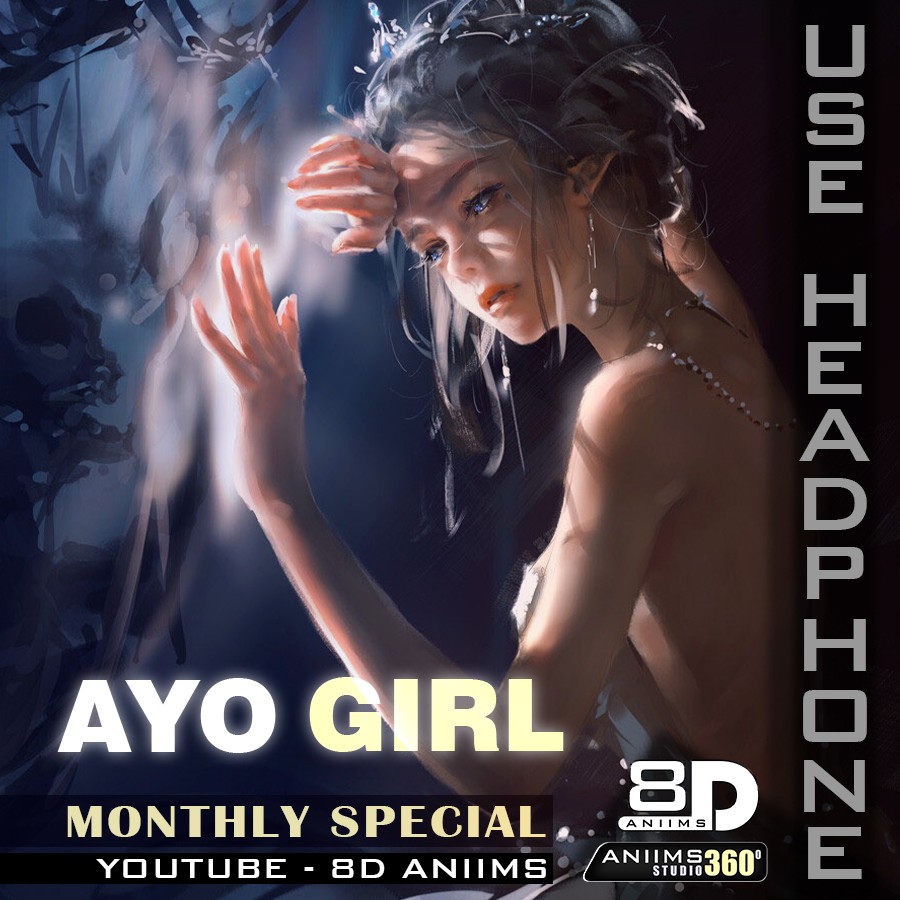 USE HEADPHONE
AYO GIRL
MONTHLY SPECIAL
YOUTUBE - 8D ANIIMS
8D
ANIIMS
ANIIMS
STUDIO 360°